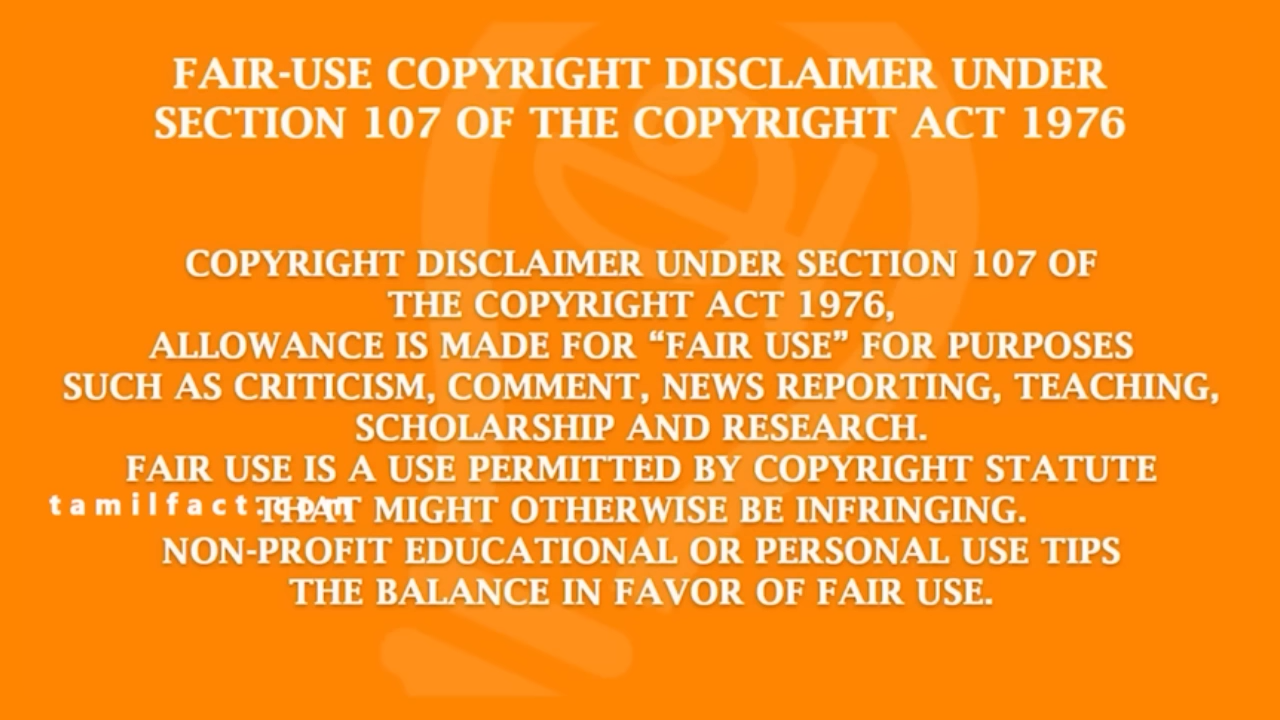 FAIR-USE COPYRIGHT DISCLAIMER UNDER
SECTION 107 OF THE COPYRIGHT ACT 1976
COPYRIGHT DISCLAIMER UNDER SECTION 107 OF
THE COPYRIGHT ACT 1976,
ALLOWANCE IS MADE FOR “FAIR USE” FOR PURPOSES
SUCH AS CRITICISM, COMMENT, NEWS REPORTING, TEACHING,
SCHOLARSHIP AND RESEARCH.
FAIR USE IS A USE PERMITTED BY COPYRIGHT STATUTE
tamilfact.com
THAT MIGHT OTHERWISE BE INFRINGING.
NON-PROFIT EDUCATIONAL OR PERSONAL USE TIPS
THE BALANCE IN FAVOR OF FAIR USE.